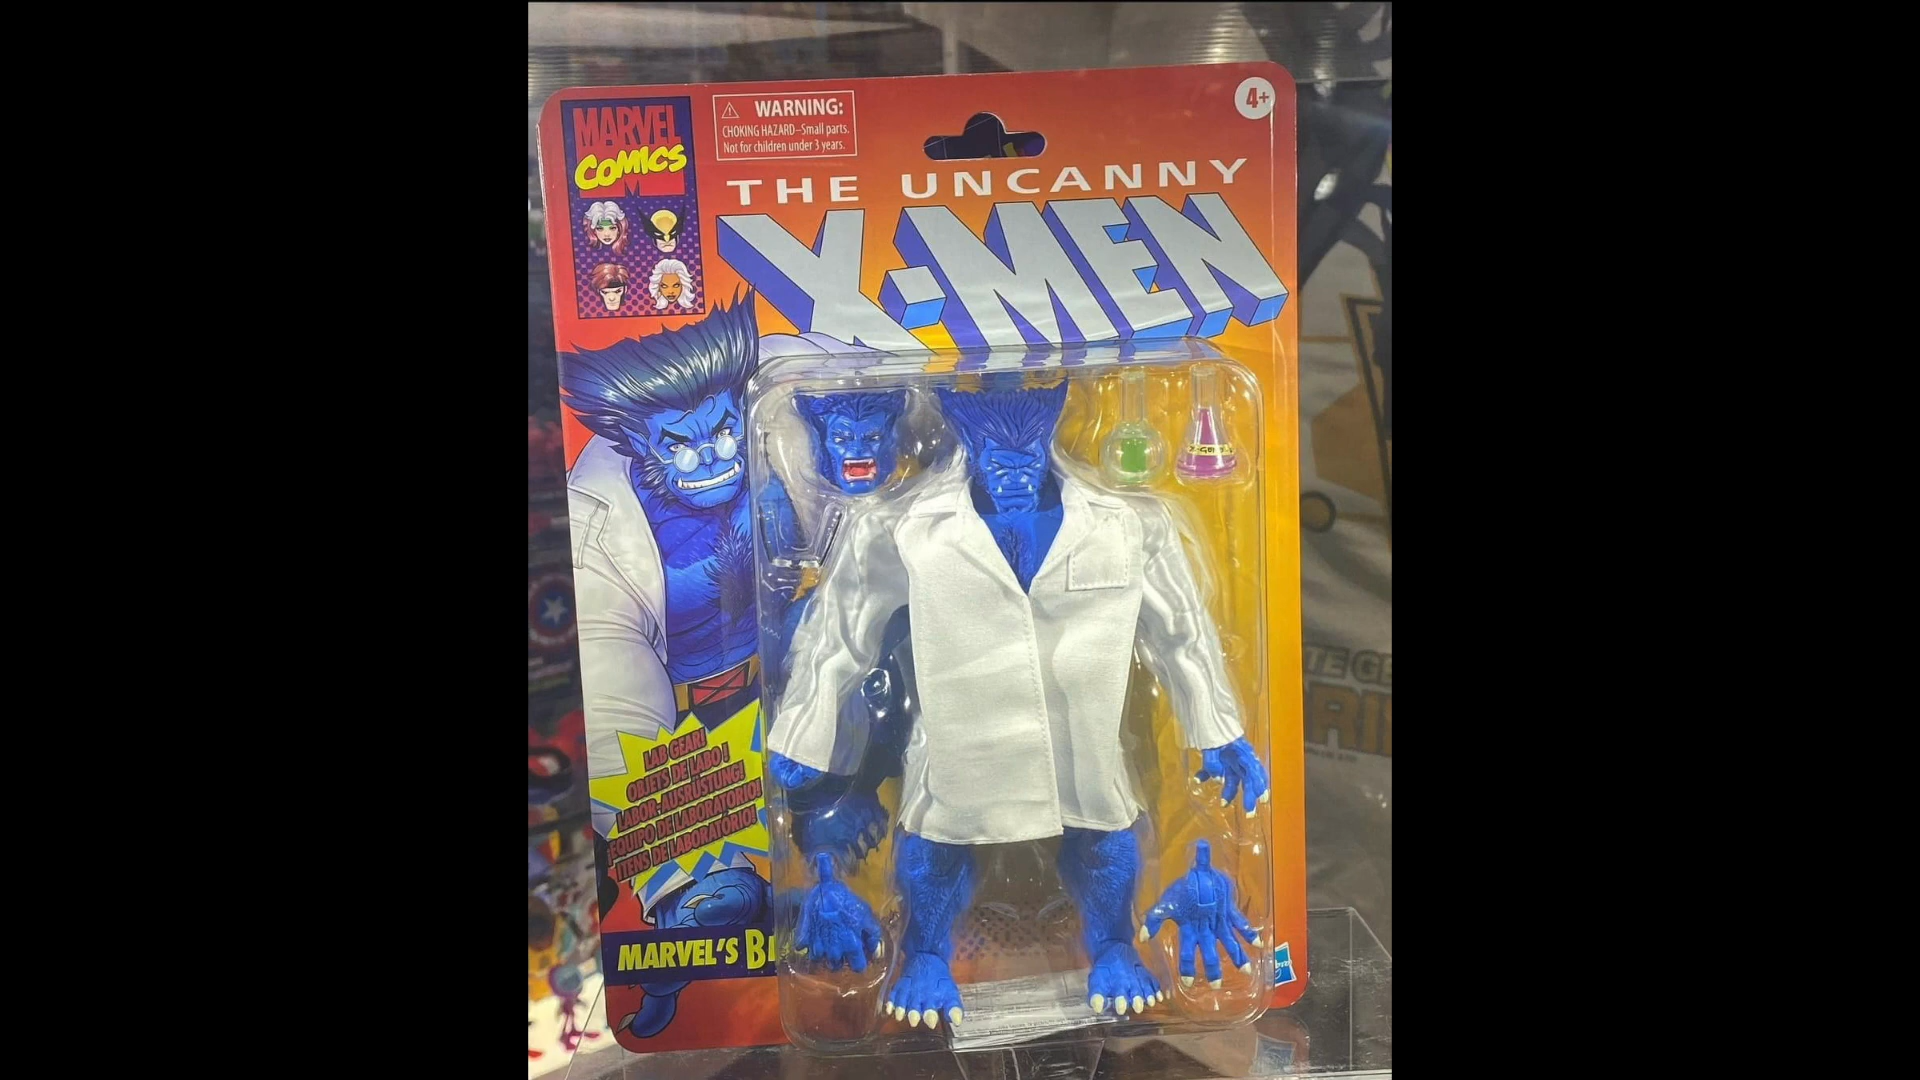 MARVEL
COMICS
WARNING:
CHOKING HAZARD–Small parts.
Not for children under 3 years.
4+
THE UNCANNY
X-MEN
LAB GEAR!
OBJETS DE LABO !
LABOR-AUSRÜSTUNG!
¡EQUIPO DE LABORATORIO!
ITENS DE LABORATÓRIO!
MARVEL'S